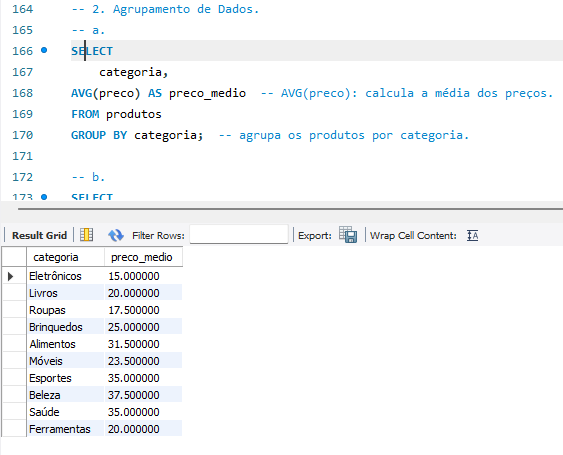 164 -- 2. Agrupamento de Dados.
165 -- a.
166 SELECT
167 categoria,
168 AVG(preco) AS preco_medio -- AVG(preco): calcula a média dos preços.
169 FROM produtos
170 GROUP BY categoria; -- agrupa os produtos por categoria.
171
172 -- b.
173 SELECT
Result Grid Filter Rows: Export: Wrap Cell Content:
categoria preco_medio
Eletrônicos 15.000000
Livros 20.000000
Roupas 17.500000
Brinquedos 25.000000
Alimentos 31.500000
Móveis 23.500000
Esportes 35.000000
Beleza 37.500000
Saúde 35.000000
Ferramentas 20.000000